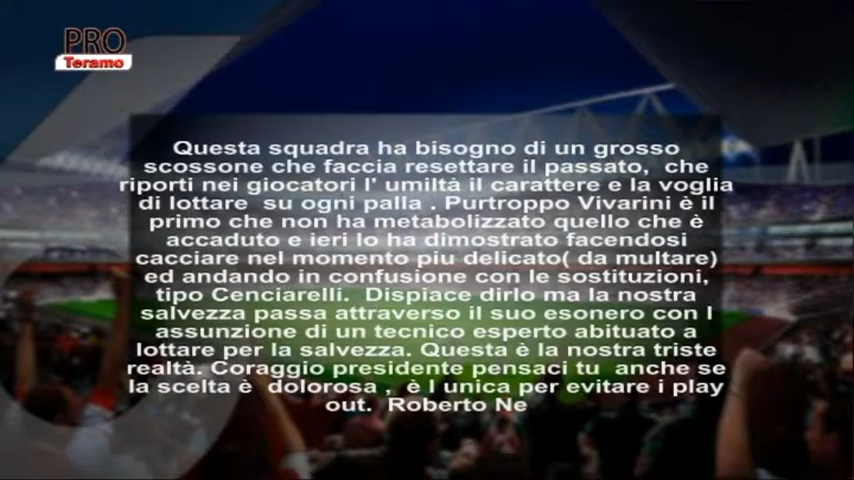 PRO
Teramo
Questa squadra ha bisogno di un grosso
scossone che faccia resettare il passato, che
riporti nei giocatori l' umiltà il carattere e la voglia
di lottare su ogni palla . Purtroppo Vivarini è il
primo che non ha metabolizzato quello che è
accaduto e ieri lo ha dimostrato facendosi
cacciare nel momento piu delicato( da multare)
ed andando in confusione con le sostituzioni,
tipo Cenciarelli. Dispiace dirlo ma la nostra
salvezza passa attraverso il suo esonero con l
assunzione di un tecnico esperto abituato a
lottare per la salvezza. Questa è la nostra triste
realtà. Coraggio presidente pensaci tu anche se
la scelta è dolorosa , è l unica per evitare i play
out. Roberto Ne